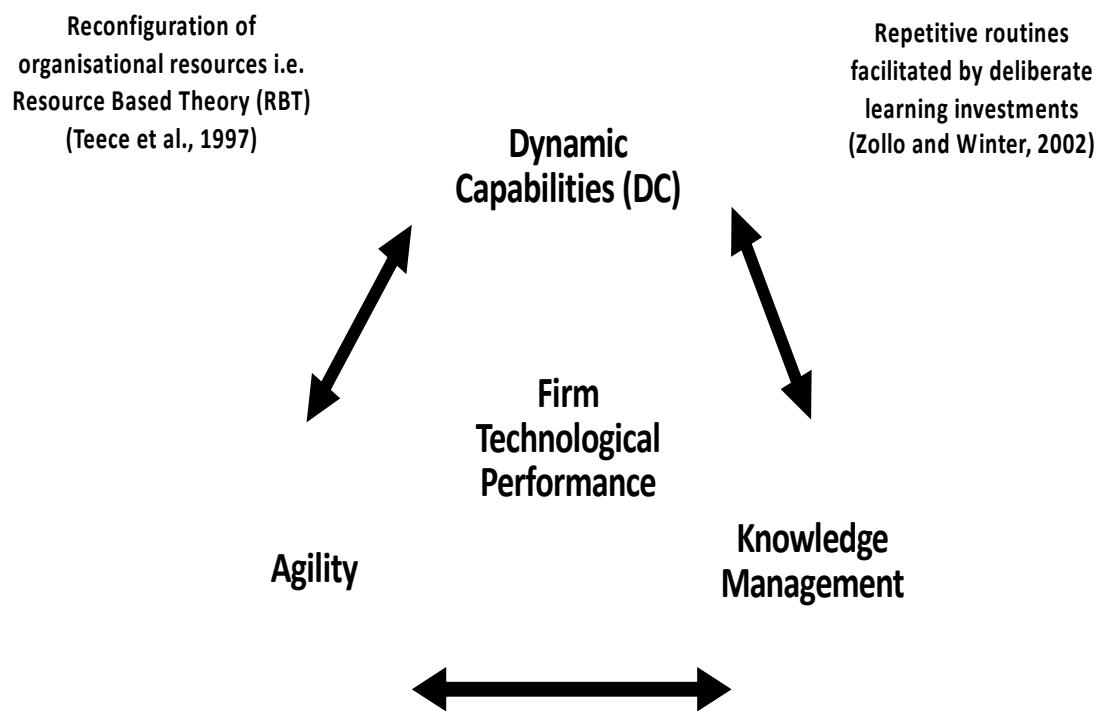 Reconfiguration of
organisational resources i.e.
Resource Based Theory (RBT)
(Teece et al., 1997)
Repetitive routines
facilitated by deliberate
learning investments
(Zollo and Winter, 2002)
Dynamic
Capabilities (DC)
Firm
Technological
Performance
Agility
Knowledge
Management